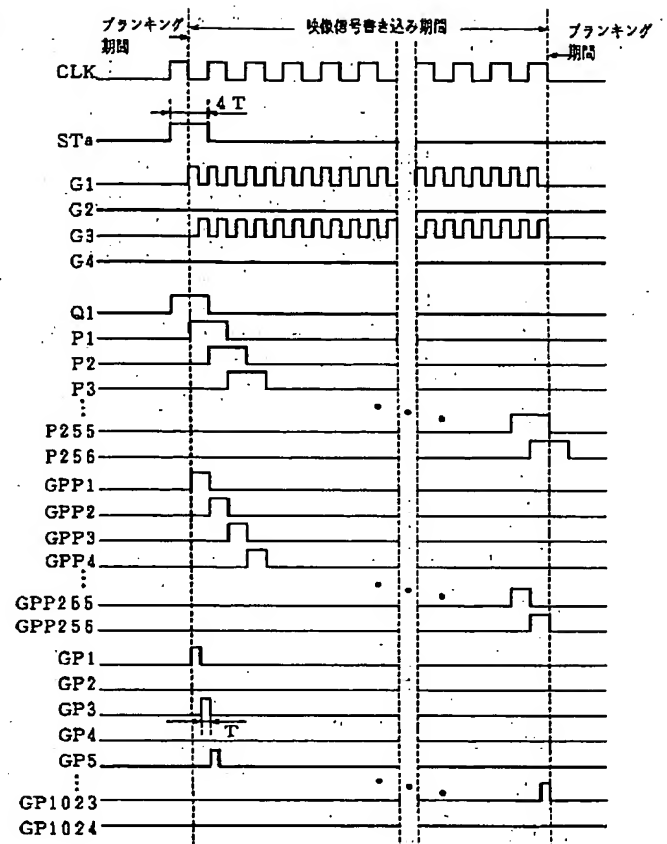 ブランキング
期間
映像信号書き込み期間
ブランキング
期間
CLK
4T
STa
G1
G2
G3
G4
Q1
P1
P2
P3
⋮
P255
P256
GPP1
GPP2
GPP3
GPP4
⋮
GPP255
GPP256
GP1
GP2
GP3
T
GP4
GP5
⋮
GP1023
GP1024